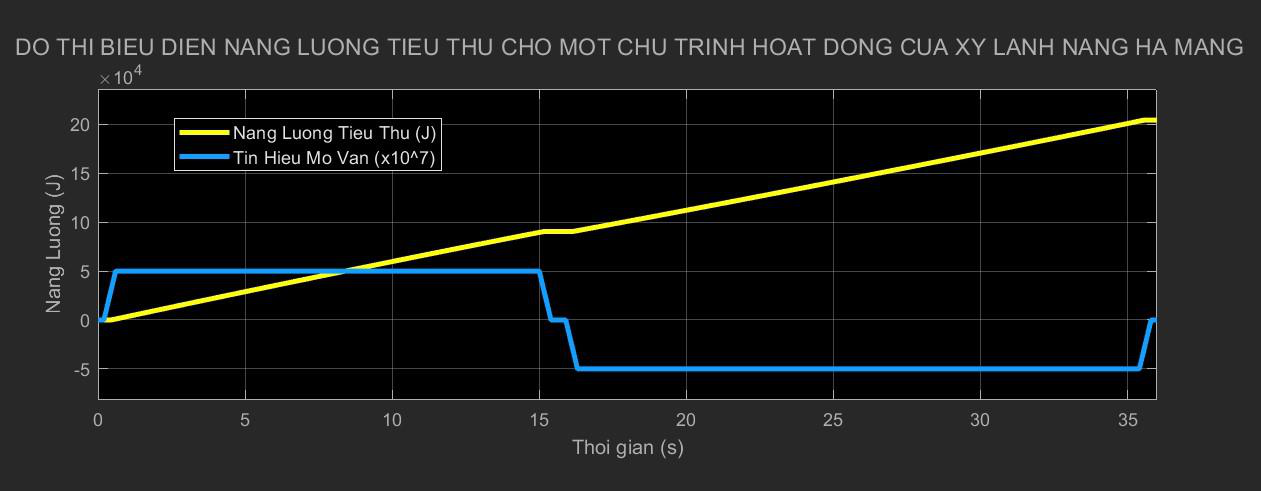 DO THI BIEU DIEN NANG LUONG TIEU THU CHO MOT CHU TRINH HOAT DONG CUA XY LANH NANG HA MANG
×10^4
Nang Luong Tieu Thu (J)
Tin Hieu Mo Van (x10^7)
Nang Luong (J)
20
15
10
5
0
-5
0 5 10 15 20 25 30 35
Thoi gian (s)